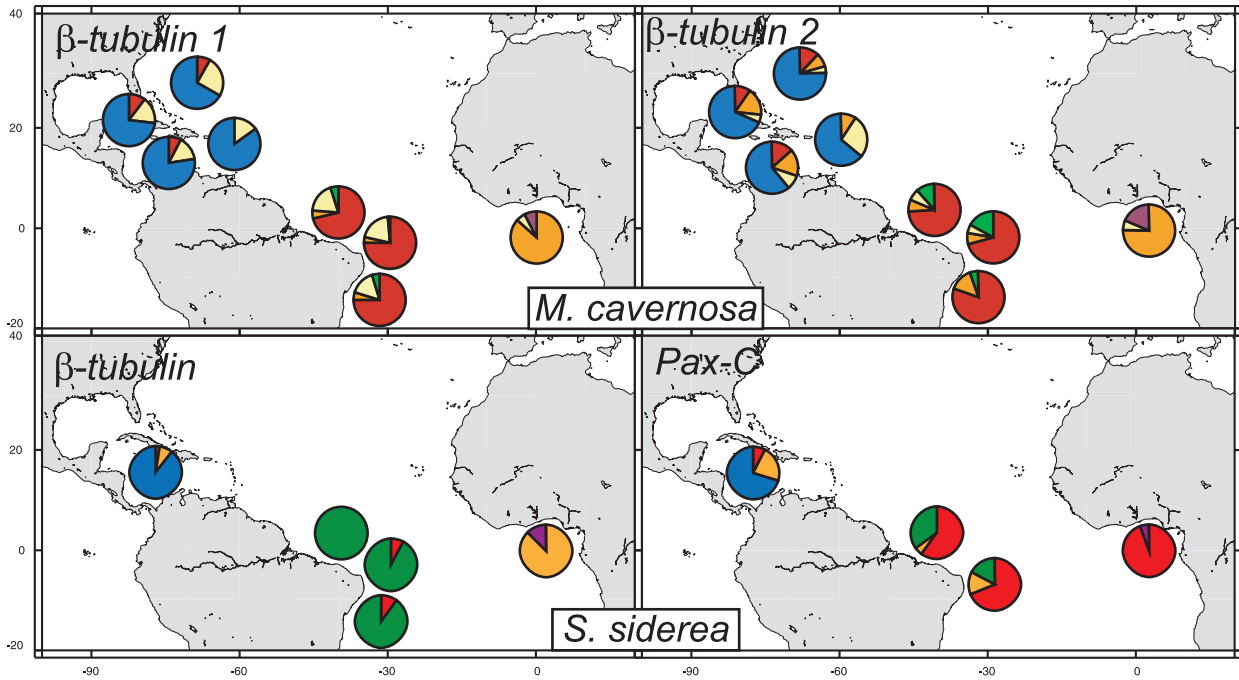 40
β-tubulin 1
β-tubulin 2
20
0
-20
M. cavernosa
40
β-tubulin
Pax-C
20
0
-20
S. siderea
-90 -60 -30 0 -90 -60 -30 0